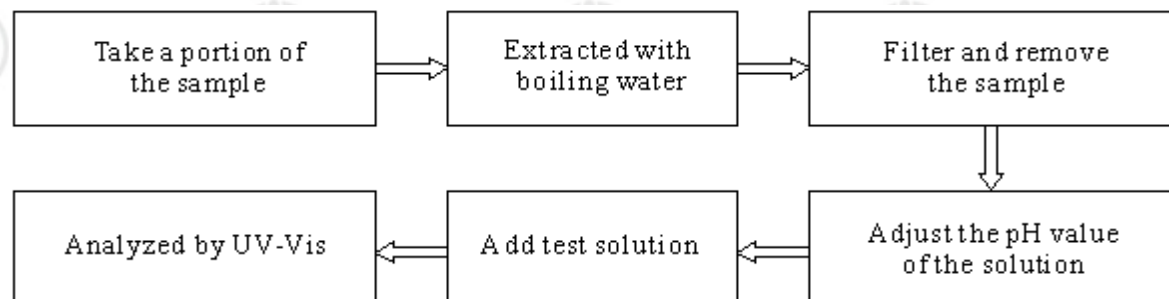 Take a portion of
the sample
Extracted with
boiling water
Filter and remove
the sample
Adjust the pH value
of the solution
Add test solution
Analyzed by UV-Vis